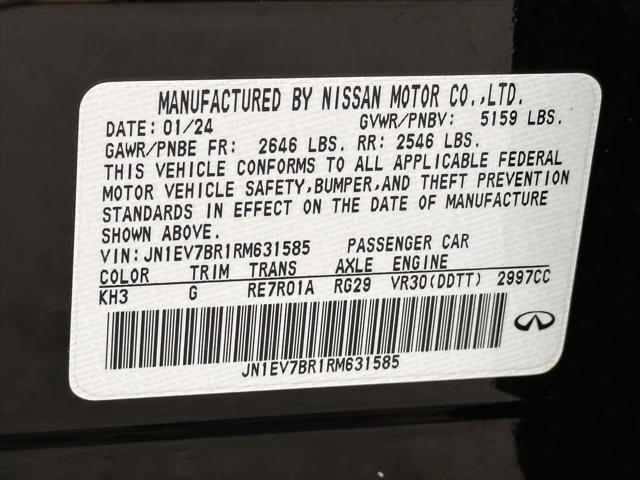 MANUFACTURED BY NISSAN MOTOR CO.,LTD.
DATE: 01/24 GVWR/PNBV: 5159 LBS.
GAWR/PNBE FR: 2646 LBS. RR: 2546 LBS.
THIS VEHICLE CONFORMS TO ALL APPLICABLE FEDERAL
MOTOR VEHICLE SAFETY,BUMPER,AND THEFT PREVENTION
STANDARDS IN EFFECT ON THE DATE OF MANUFACTURE
SHOWN ABOVE.
VIN:JN1EV7BR1RM631585 PASSENGER CAR
COLOR TRIM TRANS AXLE ENGINE
KH3 G RE7R01A RG29 VR30(DDTT) 2997CC
JN1EV7BR1RM631585